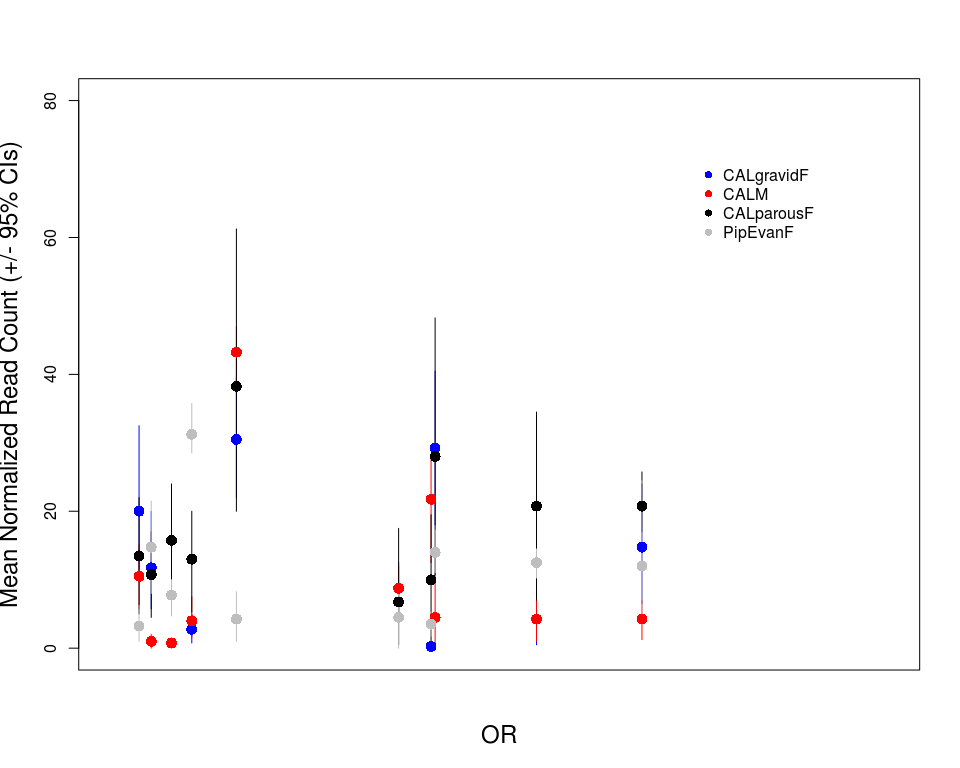 Mean Normalized Read Count (+/- 95% CIs)
80
60
40
20
0
CALgravidF
CALM
CALparousF
PipEvanF
OR